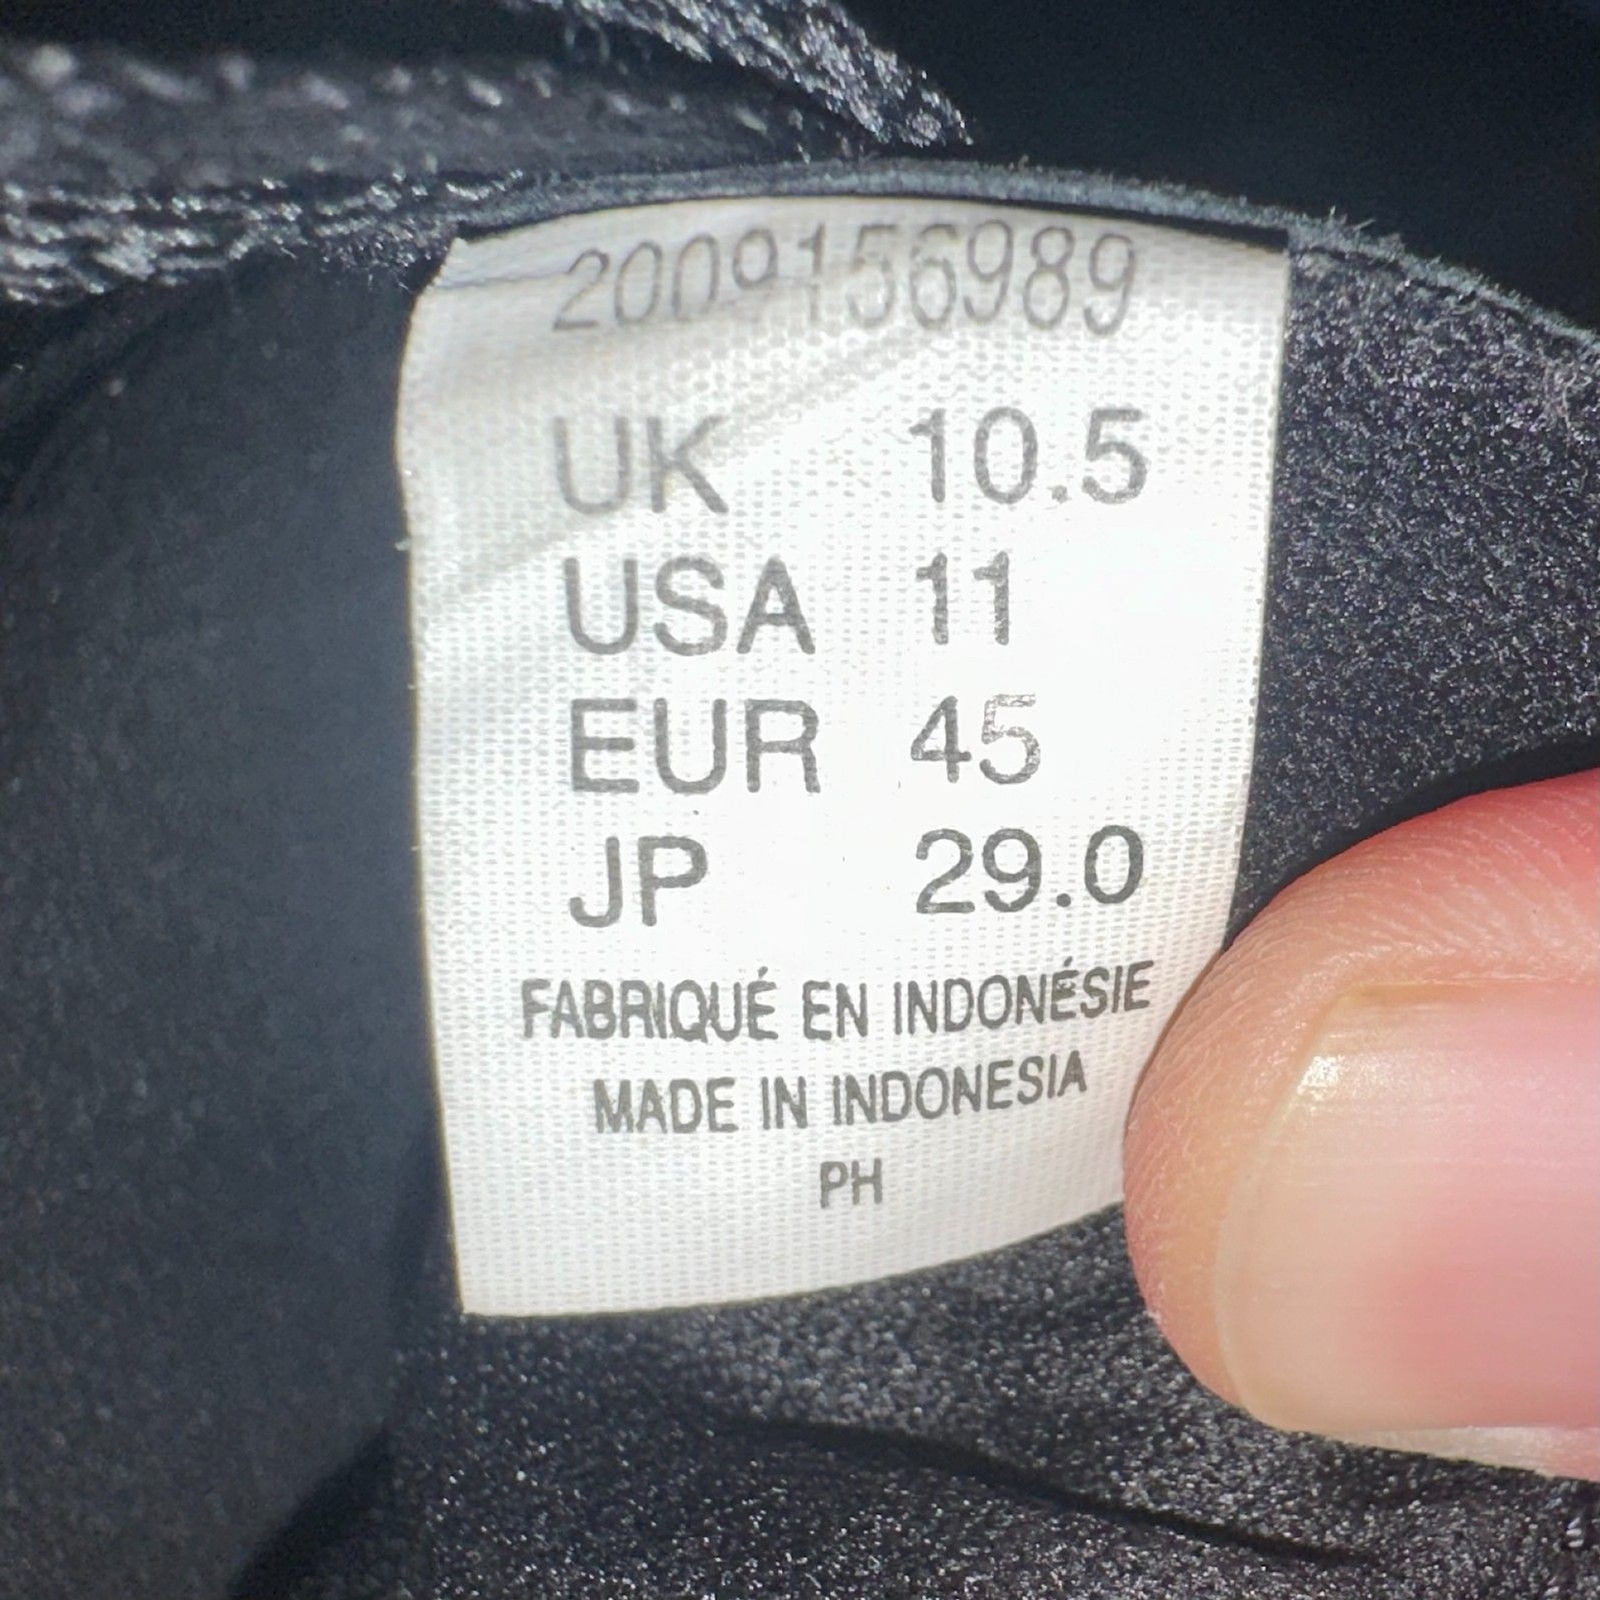 2009156989
UK 10.5
USA 11
EUR 45
JP 29.0
FABRIQUÉ EN INDONÉSIE
MADE IN INDONESIA
PH